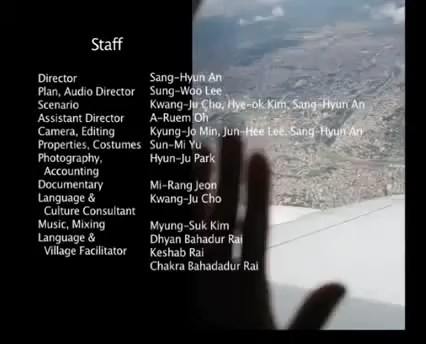 Staff
Director Sang-Hyun An
Plan, Audio Director Sung-Woo Lee
Scenario Kwang-Ju Cho, Hye-ok Kim, Sang-Hyun An
Assistant Director A-Ruem Oh
Camera, Editing Kyung-Jo Min, Jun-Hee Lee, Sang-Hyun An
Properties, Costumes Sun-Mi Yu
Photography, Hyun-Ju Park
Accounting
Documentary Mi-Rang Jeon
Language & Kwang-Ju Cho
Culture Consultant
Music, Mixing Myung-Suk Kim
Language & Dhyan Bahadur Rai
Village Facilitator Keshab Rai
Chakra Bahadadur Rai